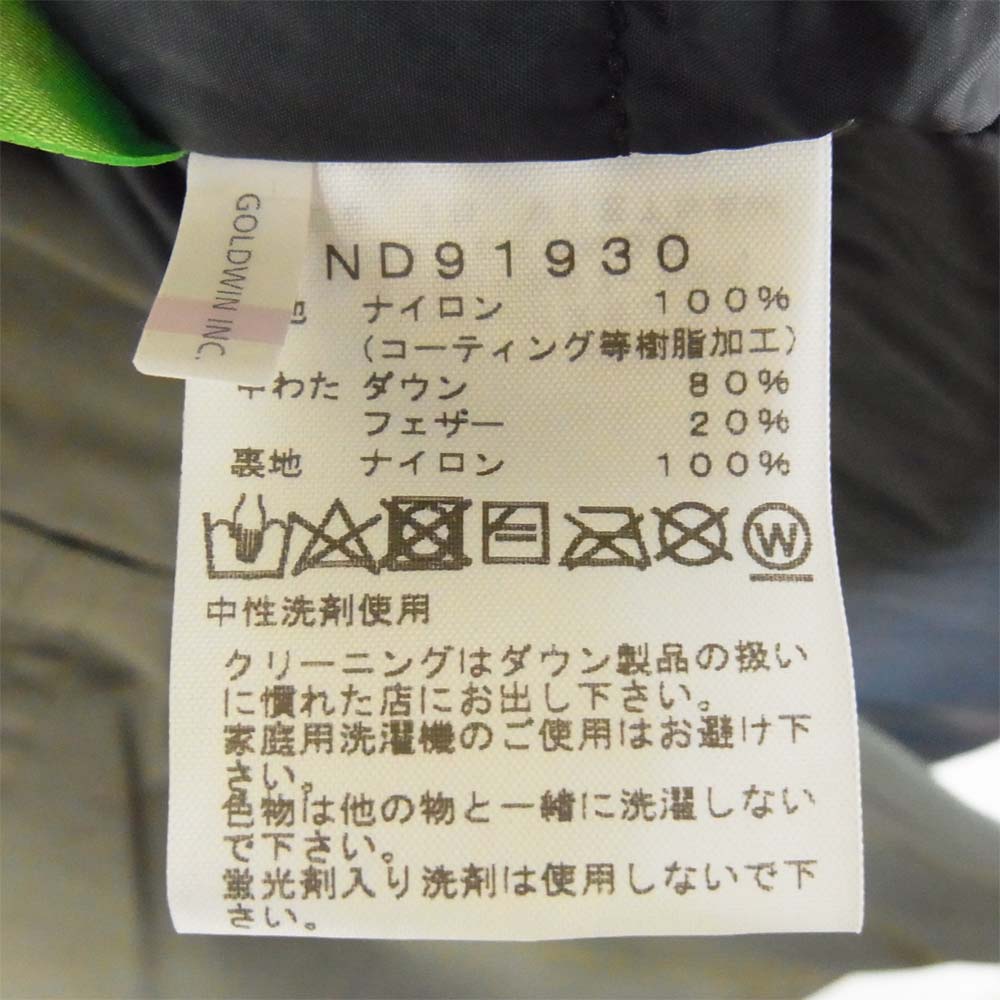 GOLDWIN INC.
ND91930
地 ナイロン 100%
(コーティング等樹脂加工)
中わた ダウン 80%
フェザー 20%
裏地 ナイロン 100%
W
中性洗剤使用
クリーニングはダウン製品の扱い
に慣れた店にお出し下さい。
家庭用洗濯機のご使用はお避け下
さい。
色物は他の物と一緒に洗濯しない
で下さい。
蛍光剤入り洗剤は使用しないで下
さい。